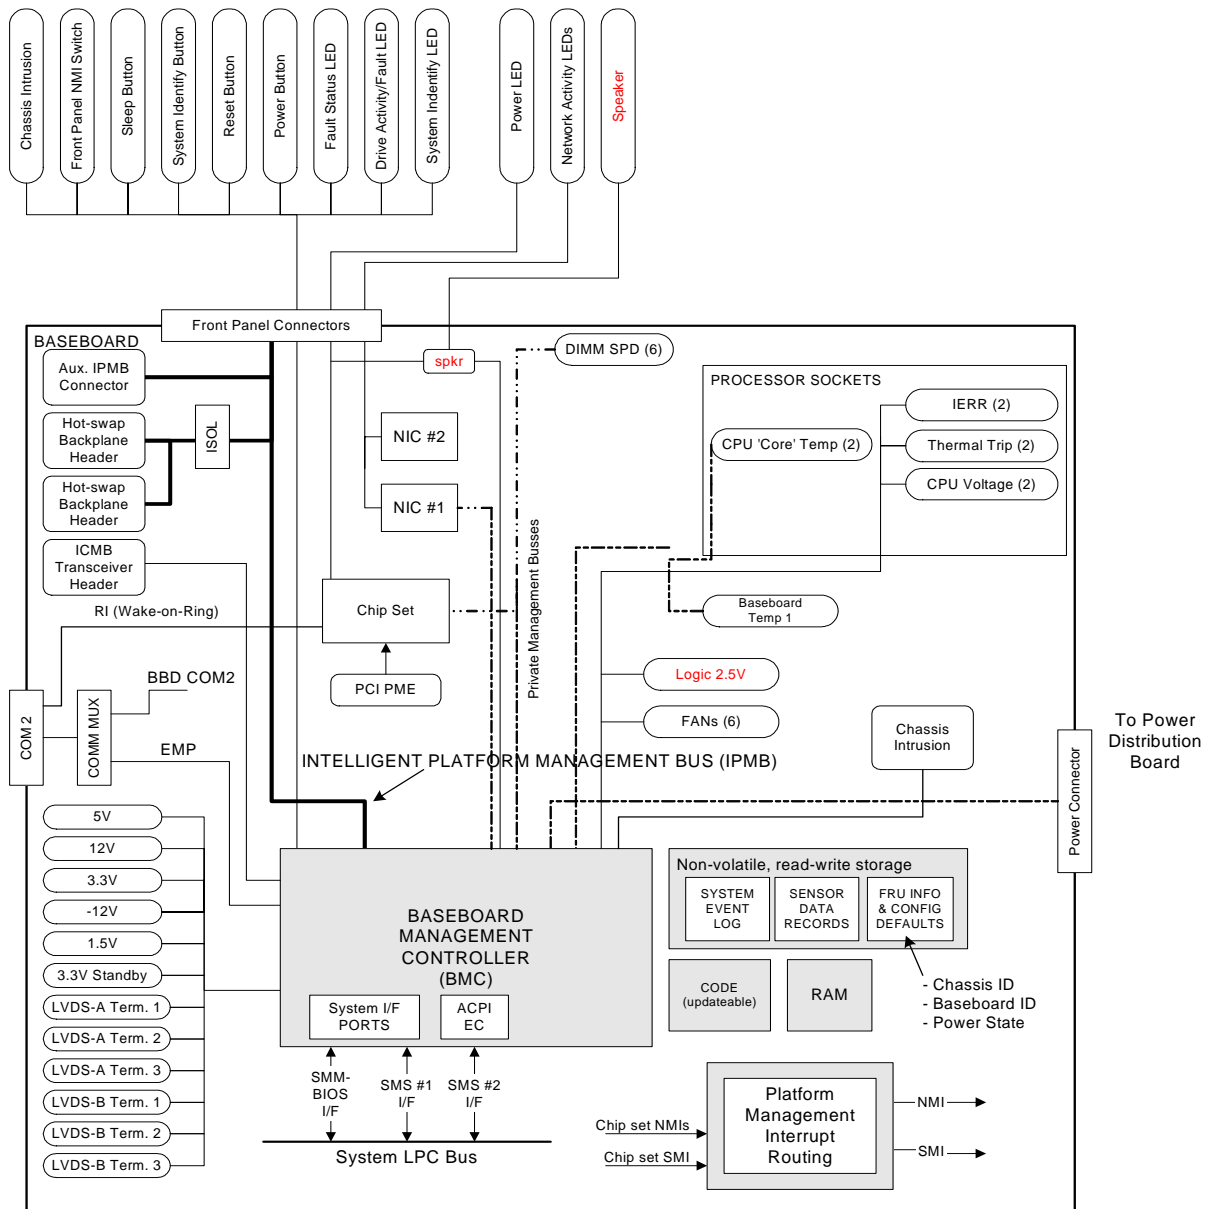 Chassis Intrusion
Front Panel NMI Switch
Sleep Button
System Identify Button
Reset Button
Power Button
Fault Status LED
Drive Activity/Fault LED
System Indentify LED
Power LED
Network Activity LEDs
Speaker
Front Panel Connectors
BASEBOARD
Aux. IPMB
Connector
Hot-swap
Backplane
Header
ISOL
Hot-swap
Backplane
Header
ICMB
Transceiver
Header
spkr
DIMM SPD (6)
NIC #2
NIC #1
PROCESSOR SOCKETS
IERR (2)
CPU 'Core' Temp (2)
Thermal Trip (2)
CPU Voltage (2)
Private Management Busses
RI (Wake-on-Ring)
Chip Set
PCI PME
Baseboard
Temp 1
Logic 2.5V
FANs (6)
Chassis
Intrusion
To Power
Distribution
Board
Power Connector
BBD COM2
COM 2
COMM MUX
EMP
INTELLIGENT PLATFORM MANAGEMENT BUS (IPMB)
5V
12V
3.3V
-12V
1.5V
3.3V Standby
LVDS-A Term. 1
LVDS-A Term. 2
LVDS-A Term. 3
LVDS-B Term. 1
LVDS-B Term. 2
LVDS-B Term. 3
BASEBOARD
MANAGEMENT
CONTROLLER
(BMC)
System I/F
PORTS
ACPI
EC
SMM-
BIOS
I/F
SMS #1
I/F
SMS #2
I/F
System LPC Bus
Non-volatile, read-write storage
SYSTEM
EVENT
LOG
SENSOR
DATA
RECORDS
FRU INFO
& CONFIG
DEFAULTS
CODE
(updateable)
RAM
- Chassis ID
- Baseboard ID
- Power State
Platform
Management
Interrupt
Routing
Chip set NMIs
Chip set SMI
NMI
SMI